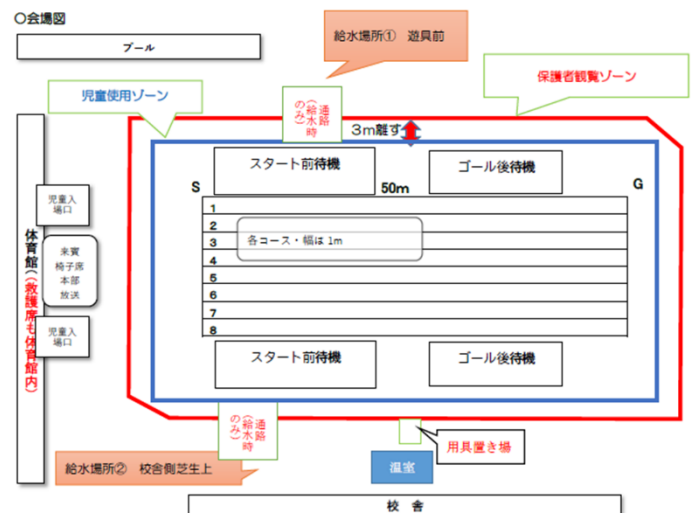 〇会場図
プール
給水場所① 遊具前
保護者観覧ゾーン
児童使用ゾーン
通路
(給水時
のみ)
3m離す
スタート前待機
ゴール後待機
S
50m
G
1
2
3
4
5
6
7
8
各コース・幅は 1m
児童入
場口
来賓
椅子席
本部
放送
児童入
場口
体育館(救護席も体育館内)
スタート前待機
ゴール後待機
通路
(給水時
のみ)
用具置き場
給水場所② 校舎側芝生上
温室
校 舎